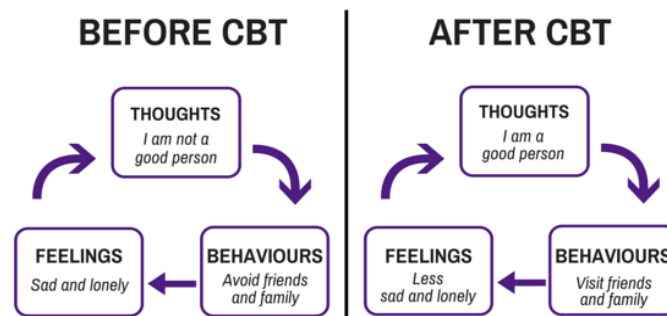 BEFORE CBT
THOUGHTS
I am not a
good person
FEELINGS
Sad and lonely
BEHAVIOURS
Avoid friends
and family
AFTER CBT
THOUGHTS
I am a
good person
FEELINGS
Less
sad and lonely
BEHAVIOURS
Visit friends
and family